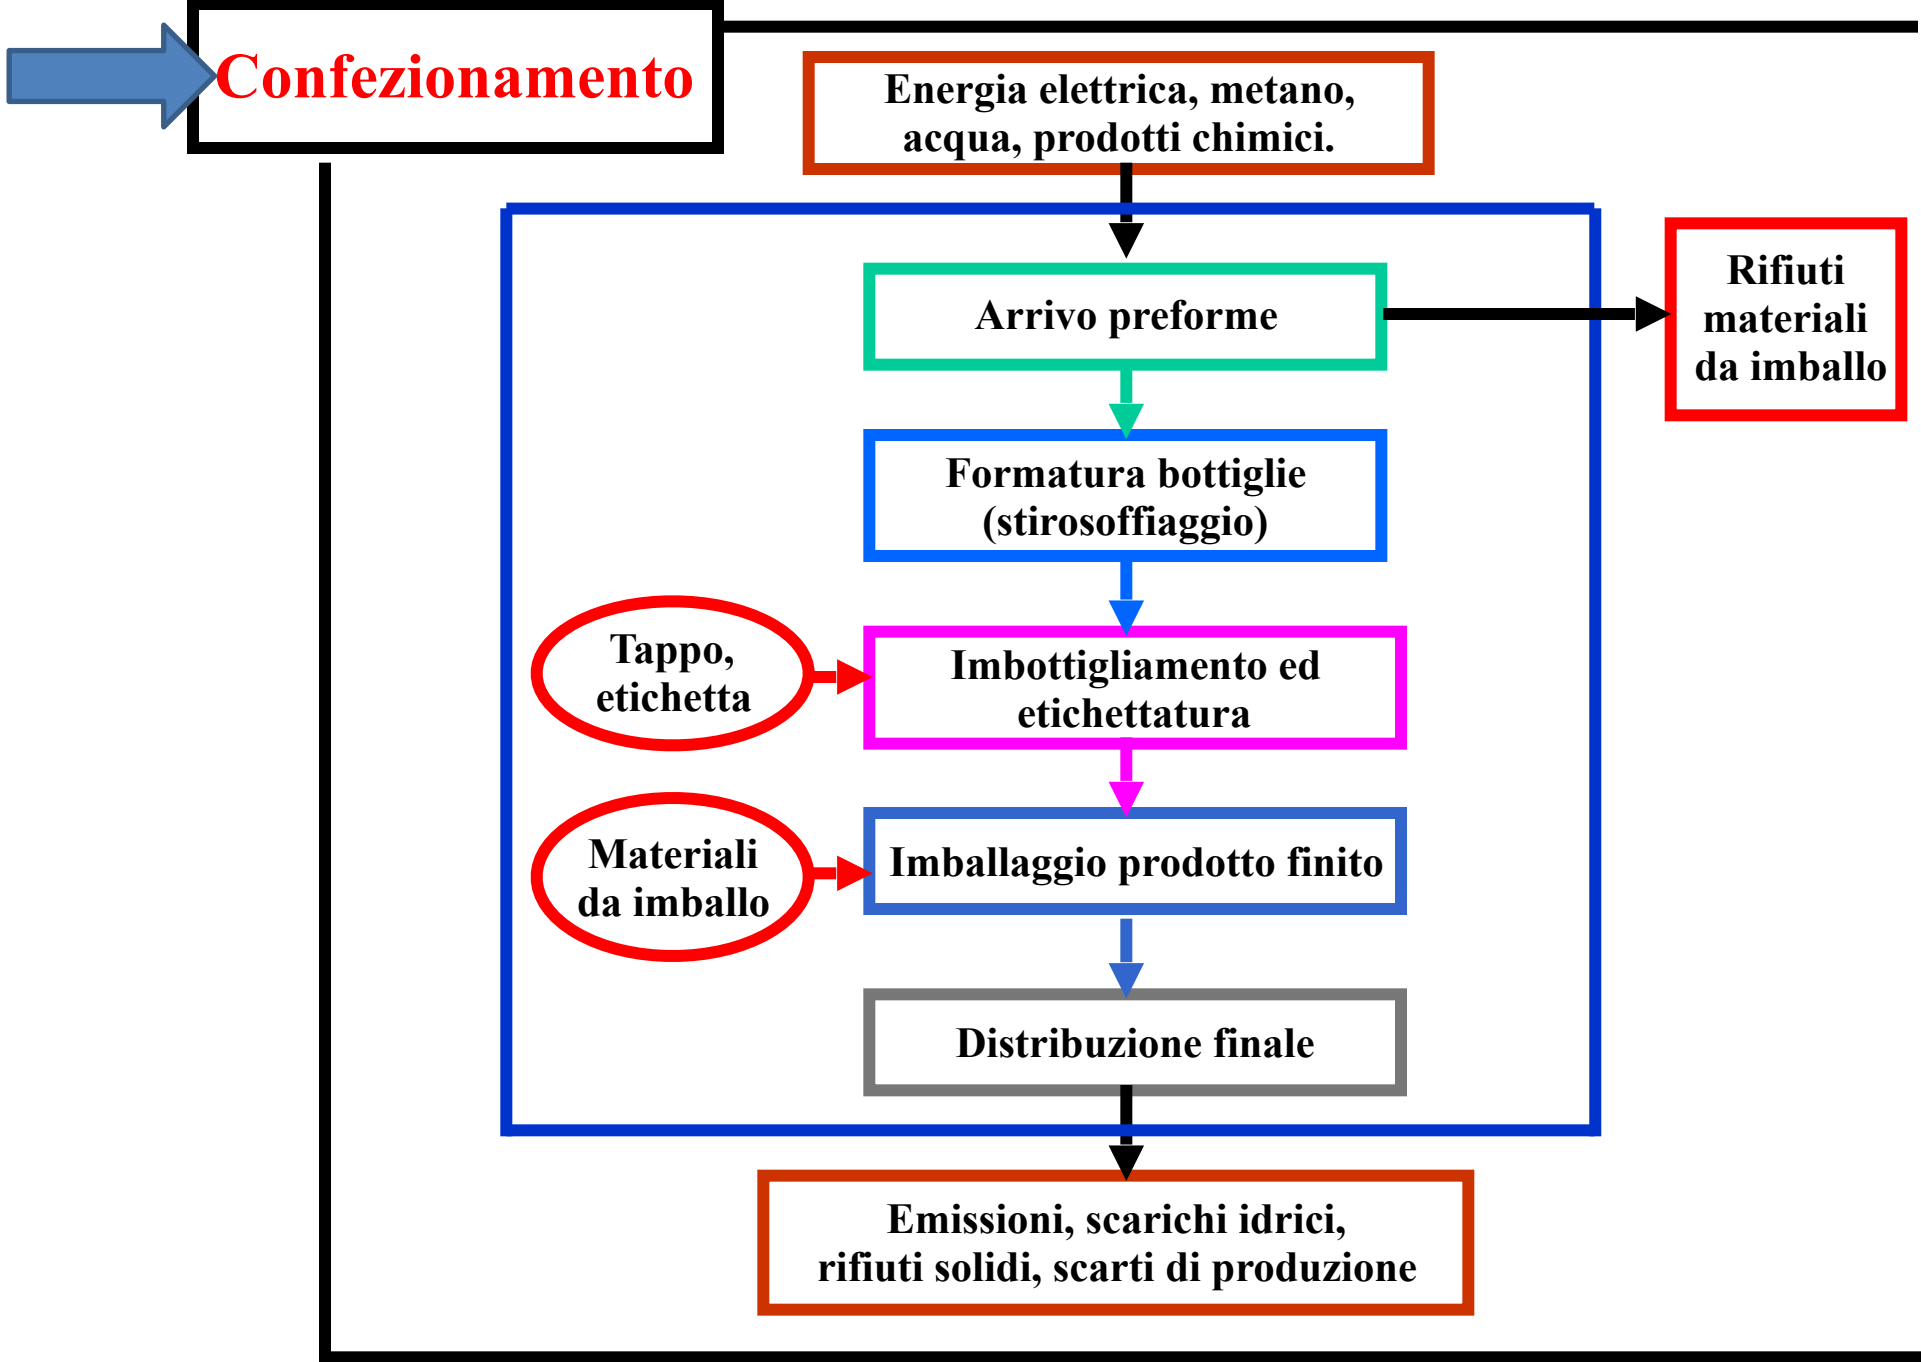 Confezionamento
Energia elettrica, metano,
acqua, prodotti chimici.
Arrivo preforme
Rifiuti
materiali
da imballo
Formatura bottiglie
(stirosoffiaggio)
Tappo,
etichetta
Imbottigliamento ed
etichettatura
Materiali
da imballo
Imballaggio prodotto finito
Distribuzione finale
Emissioni, scarichi idrici,
rifiuti solidi, scarti di produzione